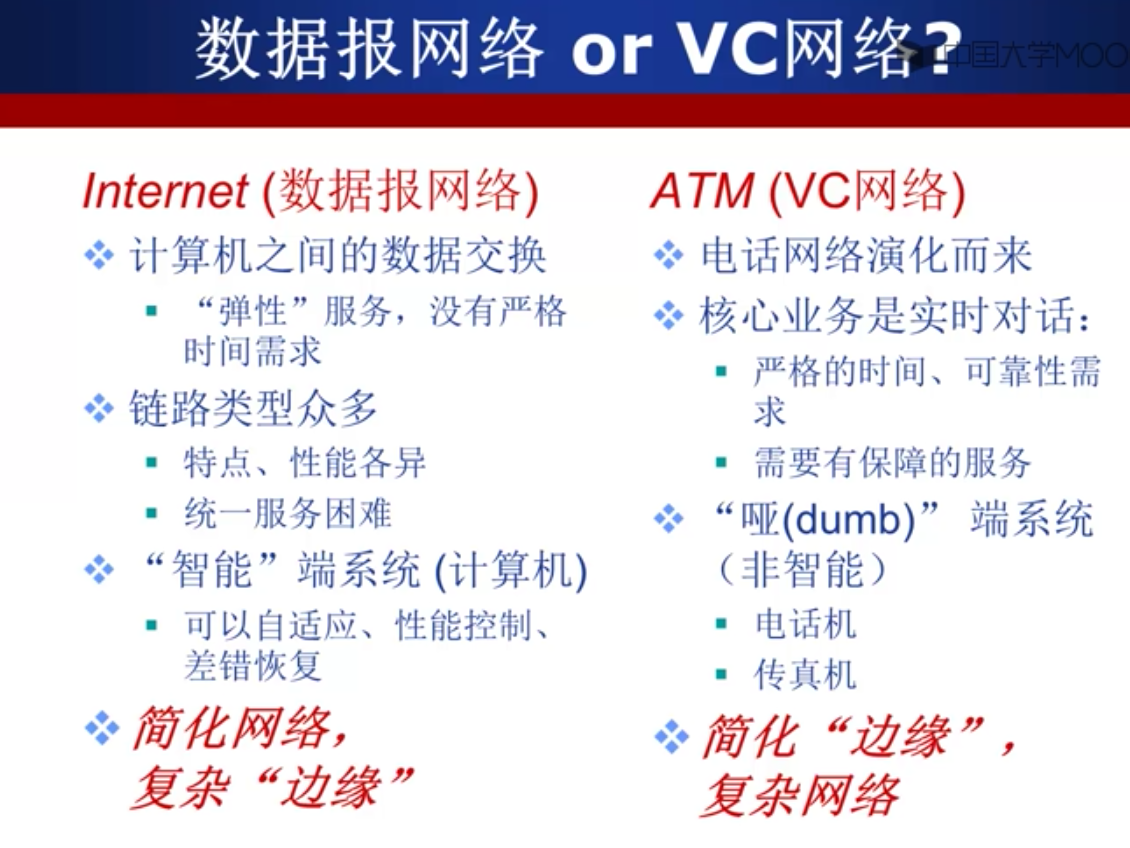 数据报网络 or VC网络?
中国大学MOO
Internet (数据报网络)
计算机之间的数据交换
“弹性”服务，没有严格
时间需求
链路类型众多
特点、性能各异
统一服务困难
“智能”端系统 (计算机)
可以自适应、性能控制、
差错恢复
简化网络，
复杂“边缘”
ATM (VC网络)
电话网络演化而来
核心业务是实时对话：
严格的时间、可靠性需
求
需要有保障的服务
“哑(dumb)” 端系统
（非智能）
电话机
传真机
简化“边缘”，
复杂网络